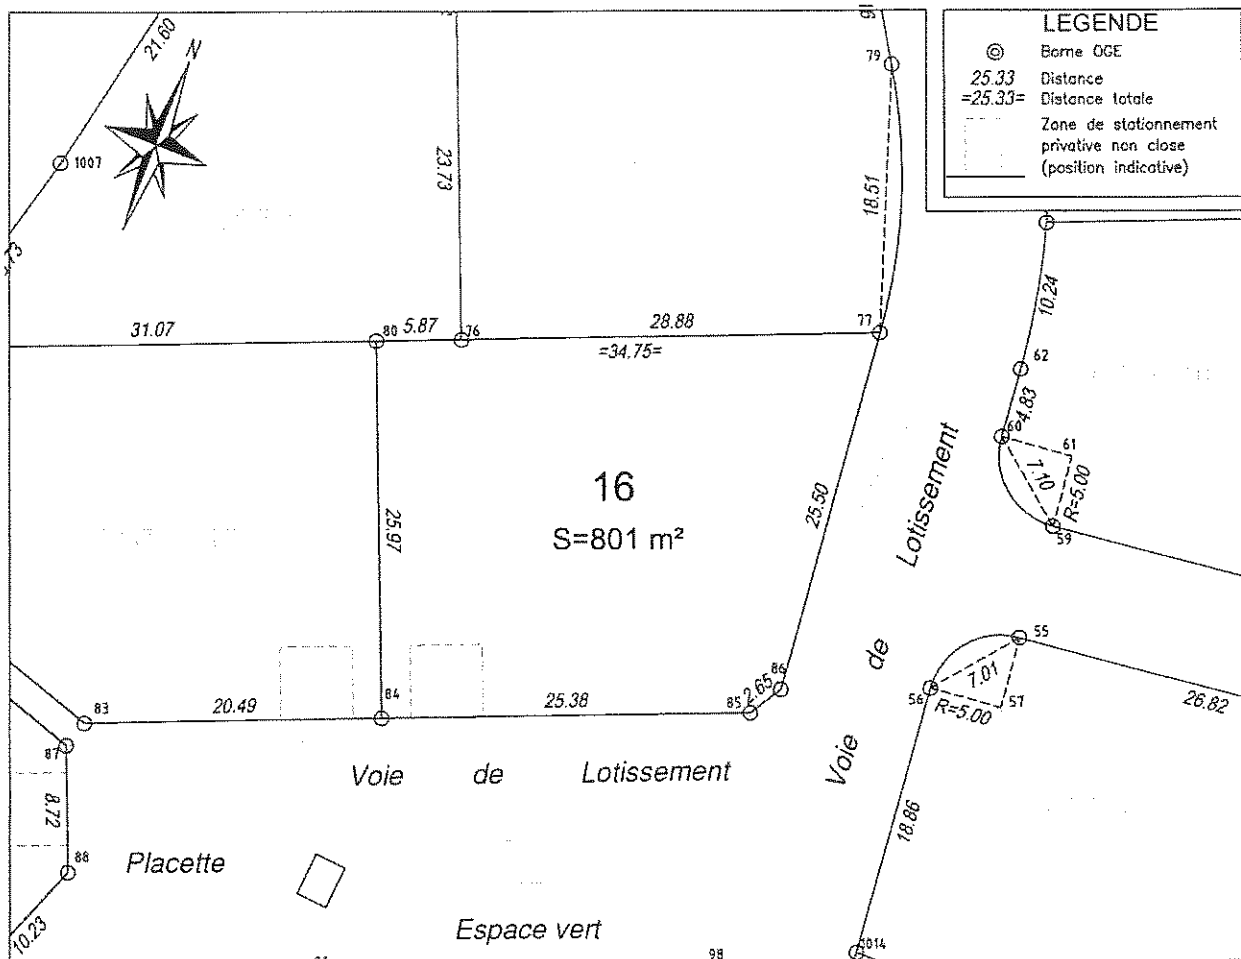 LEGENDE
Borne OGE
25.33 Distance
=25.33= Distance totale
Zone de stationnement
privative non close
(position indicative)
N
21.60
1007
23.73
79
18.51
77
31.07
80
5.87
76
28.88
=34.75=
10.24
62
4.83
60
61
7.10
R=5.00
59
16
S=801 m²
25.97
25.50
Voie de Lotissement
55
7.01
56
57
R=5.00
26.82
83
20.49
84
25.38
85
2.65
86
87
8.72
88
10.23
Voie de Lotissement
Placette
Espace vert
18.86
1014
98